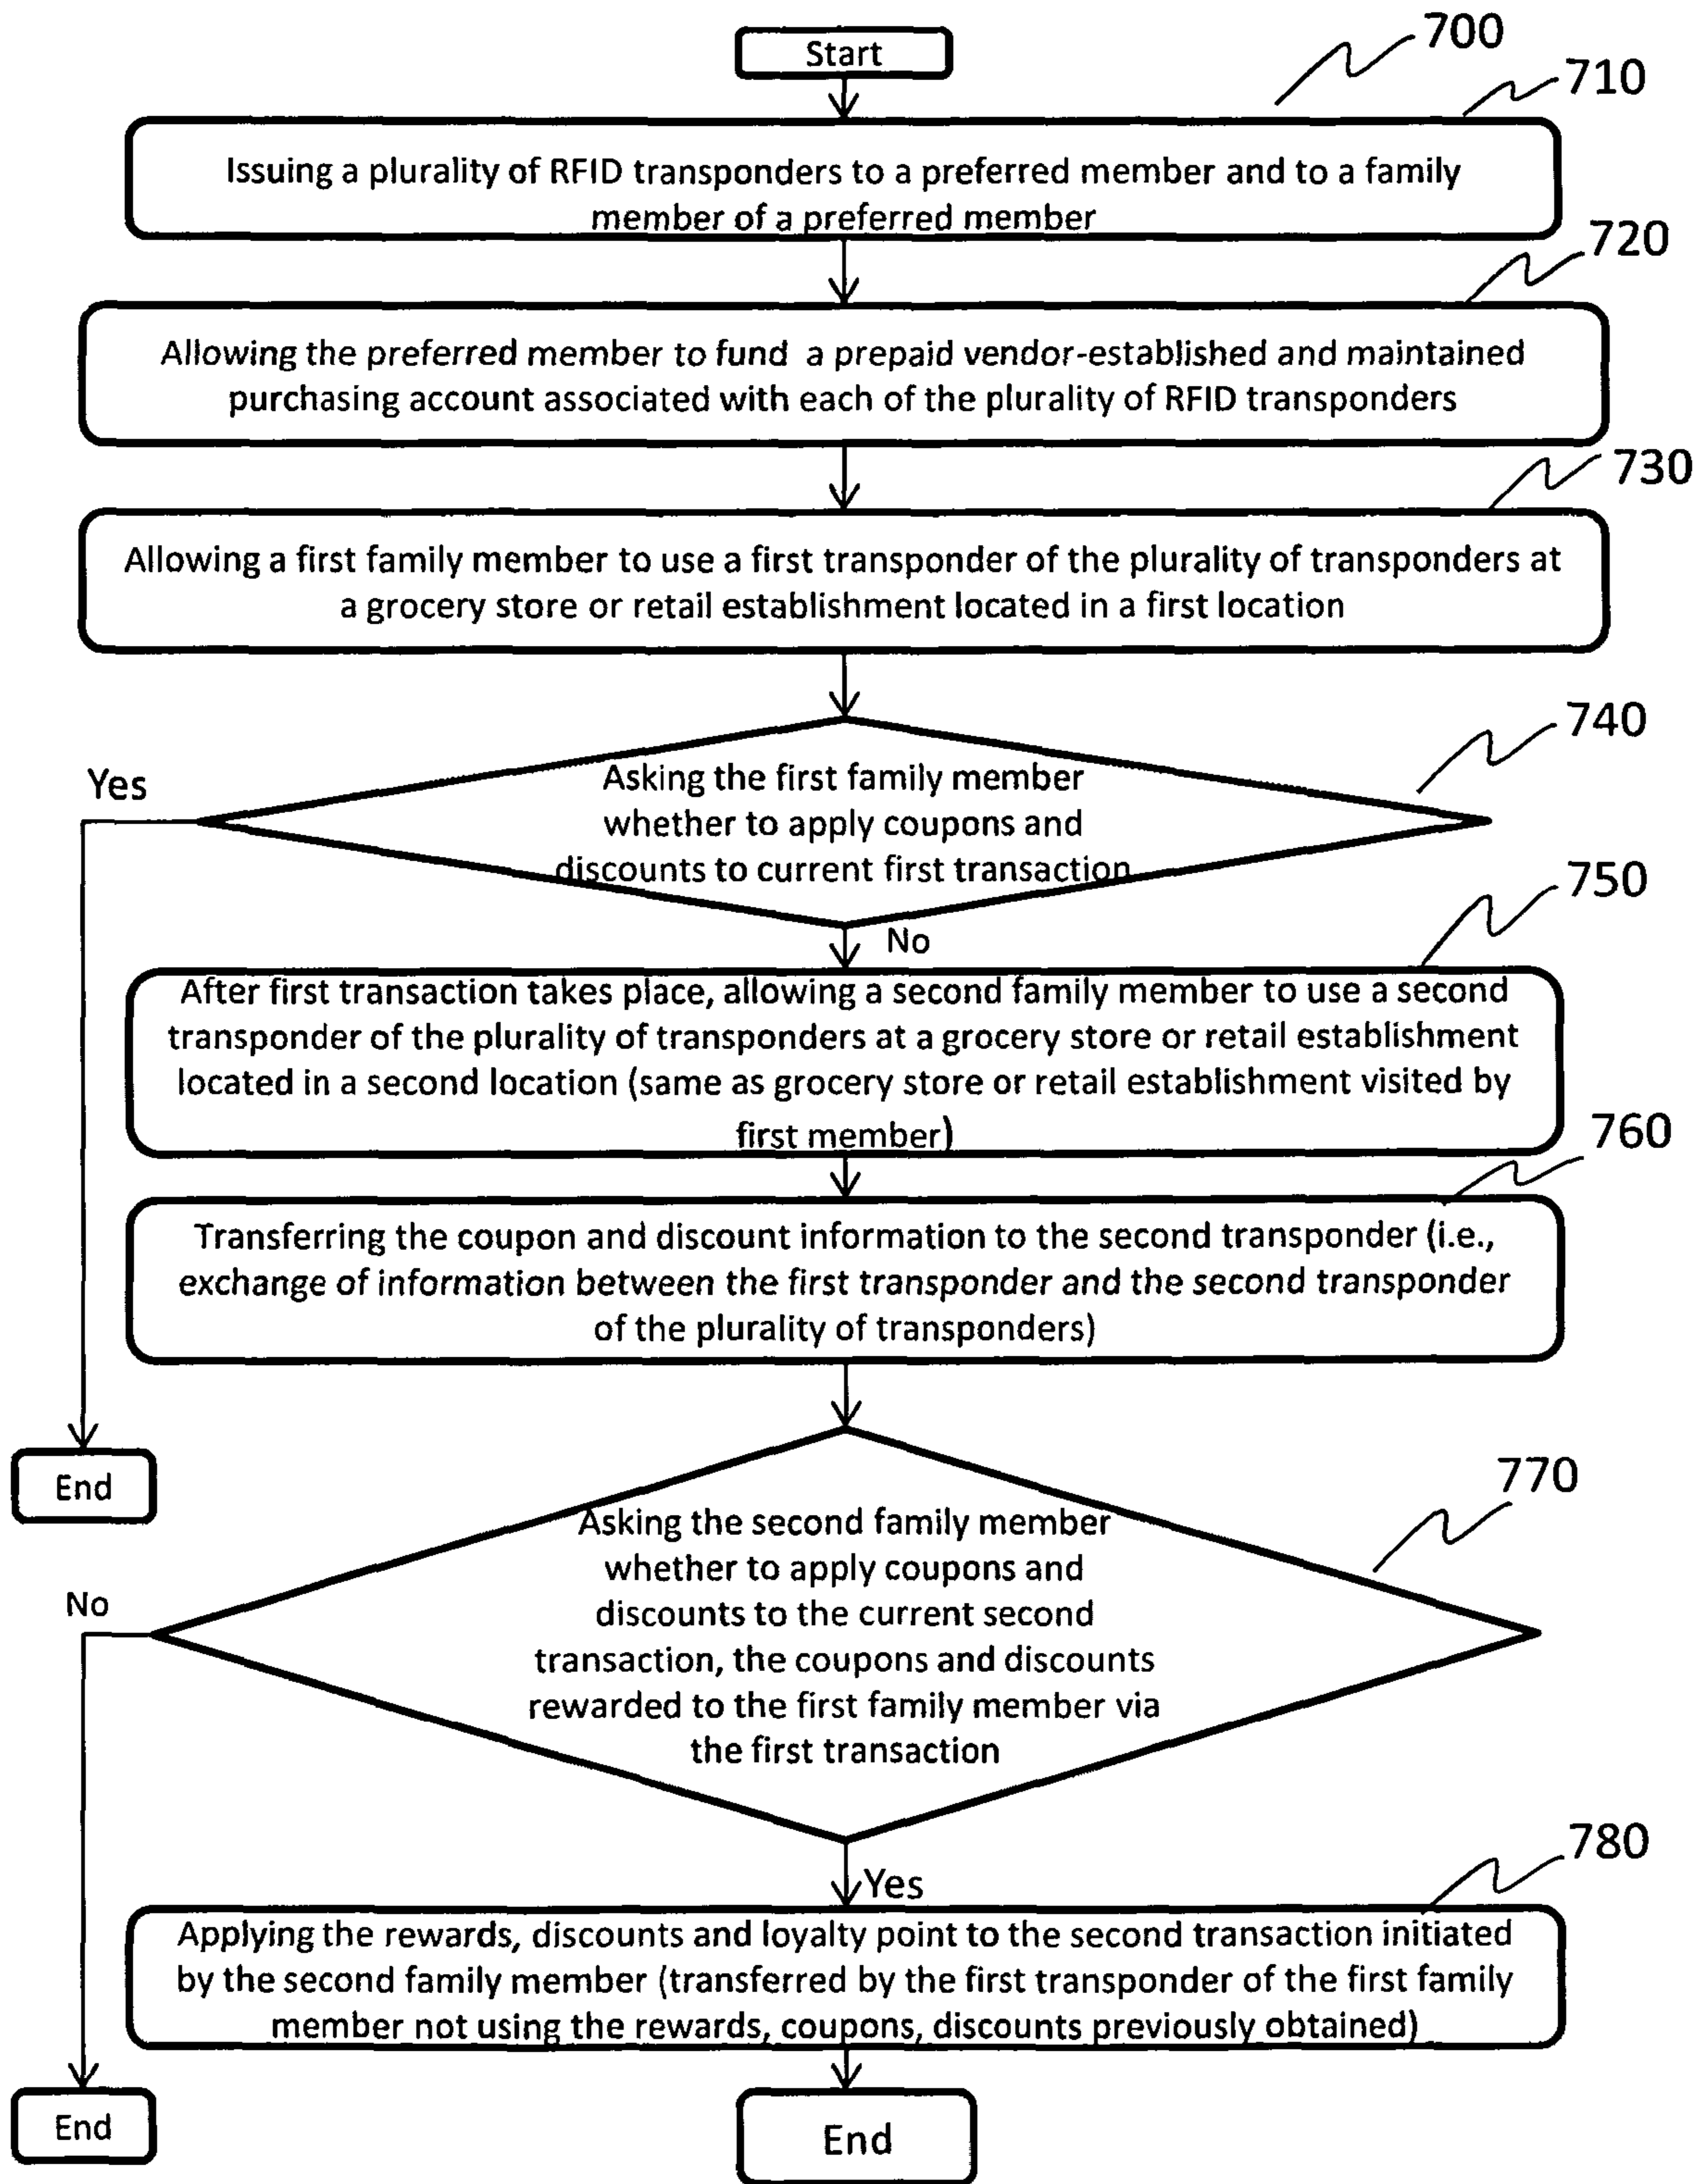 Start
700
710
Issuing a plurality of RFID transponders to a preferred member and to a family
member of a preferred member
720
Allowing the preferred member to fund a prepaid vendor-established and maintained
purchasing account associated with each of the plurality of RFID transponders
730
Allowing a first family member to use a first transponder of the plurality of transponders at
a grocery store or retail establishment located in a first location
740
Yes
Asking the first family member
whether to apply coupons and
discounts to current first transaction
No
750
After first transaction takes place, allowing a second family member to use a second
transponder of the plurality of transponders at a grocery store or retail establishment
located in a second location (same as grocery store or retail establishment visited by
first member)
760
Transferring the coupon and discount information to the second transponder (i.e.,
exchange of information between the first transponder and the second transponder
of the plurality of transponders)
End
770
Asking the second family member
whether to apply coupons and
discounts to the current second
transaction, the coupons and discounts
rewarded to the first family member via
the first transaction
No
Yes
780
Applying the rewards, discounts and loyalty point to the second transaction initiated
by the second family member (transferred by the first transponder of the first family
member not using the rewards, coupons, discounts previously obtained)
End
End